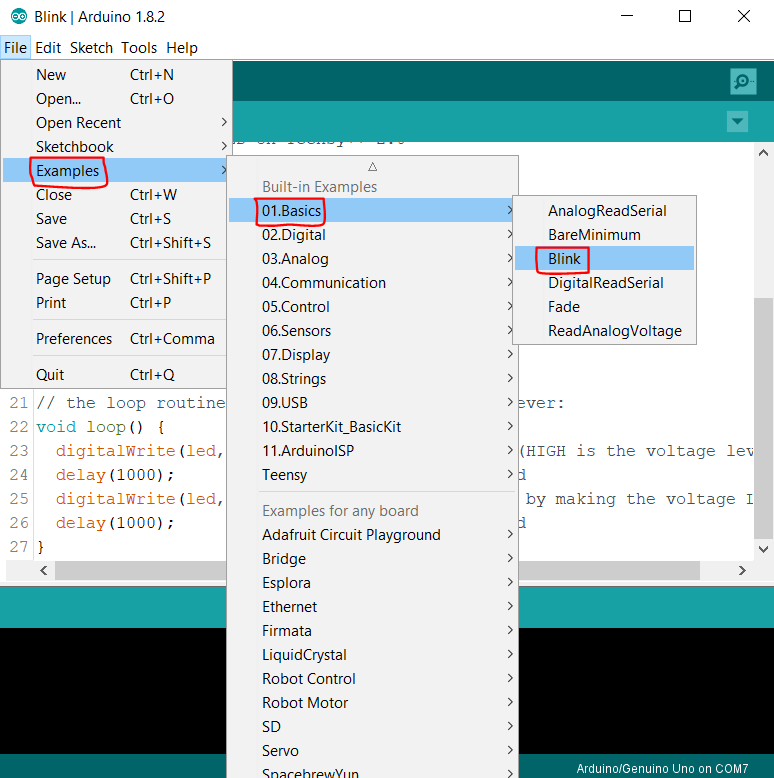 Blink | Arduino 1.8.2
File Edit Sketch Tools Help
New Ctrl+N
Open... Ctrl+O
Open Recent
Sketchbook
Examples
Close Ctrl+W
Save Ctrl+S
Save As... Ctrl+Shift+S
Page Setup Ctrl+Shift+P
Print Ctrl+P
Preferences Ctrl+Comma
Quit Ctrl+Q
Built-in Examples
01.Basics
02.Digital
03.Analog
04.Communication
05.Control
06.Sensors
07.Display
08.Strings
09.USB
10.StarterKit_BasicKit
11.ArduinoISP
Teensy
Examples for any board
Adafruit Circuit Playground
Bridge
Esplora
Ethernet
Firmata
LiquidCrystal
Robot Control
Robot Motor
SD
Servo
SpacebrewYun
AnalogReadSerial
BareMinimum
Blink
DigitalReadSerial
Fade
ReadAnalogVoltage
21 // the loop routine ever:
22 void loop() {
23 digitalWrite(led, (HIGH is the voltage lev
24 delay(1000); d
25 digitalWrite(led, by making the voltage
26 delay(1000); d
27 }
Arduino/Genuino Uno on COM7